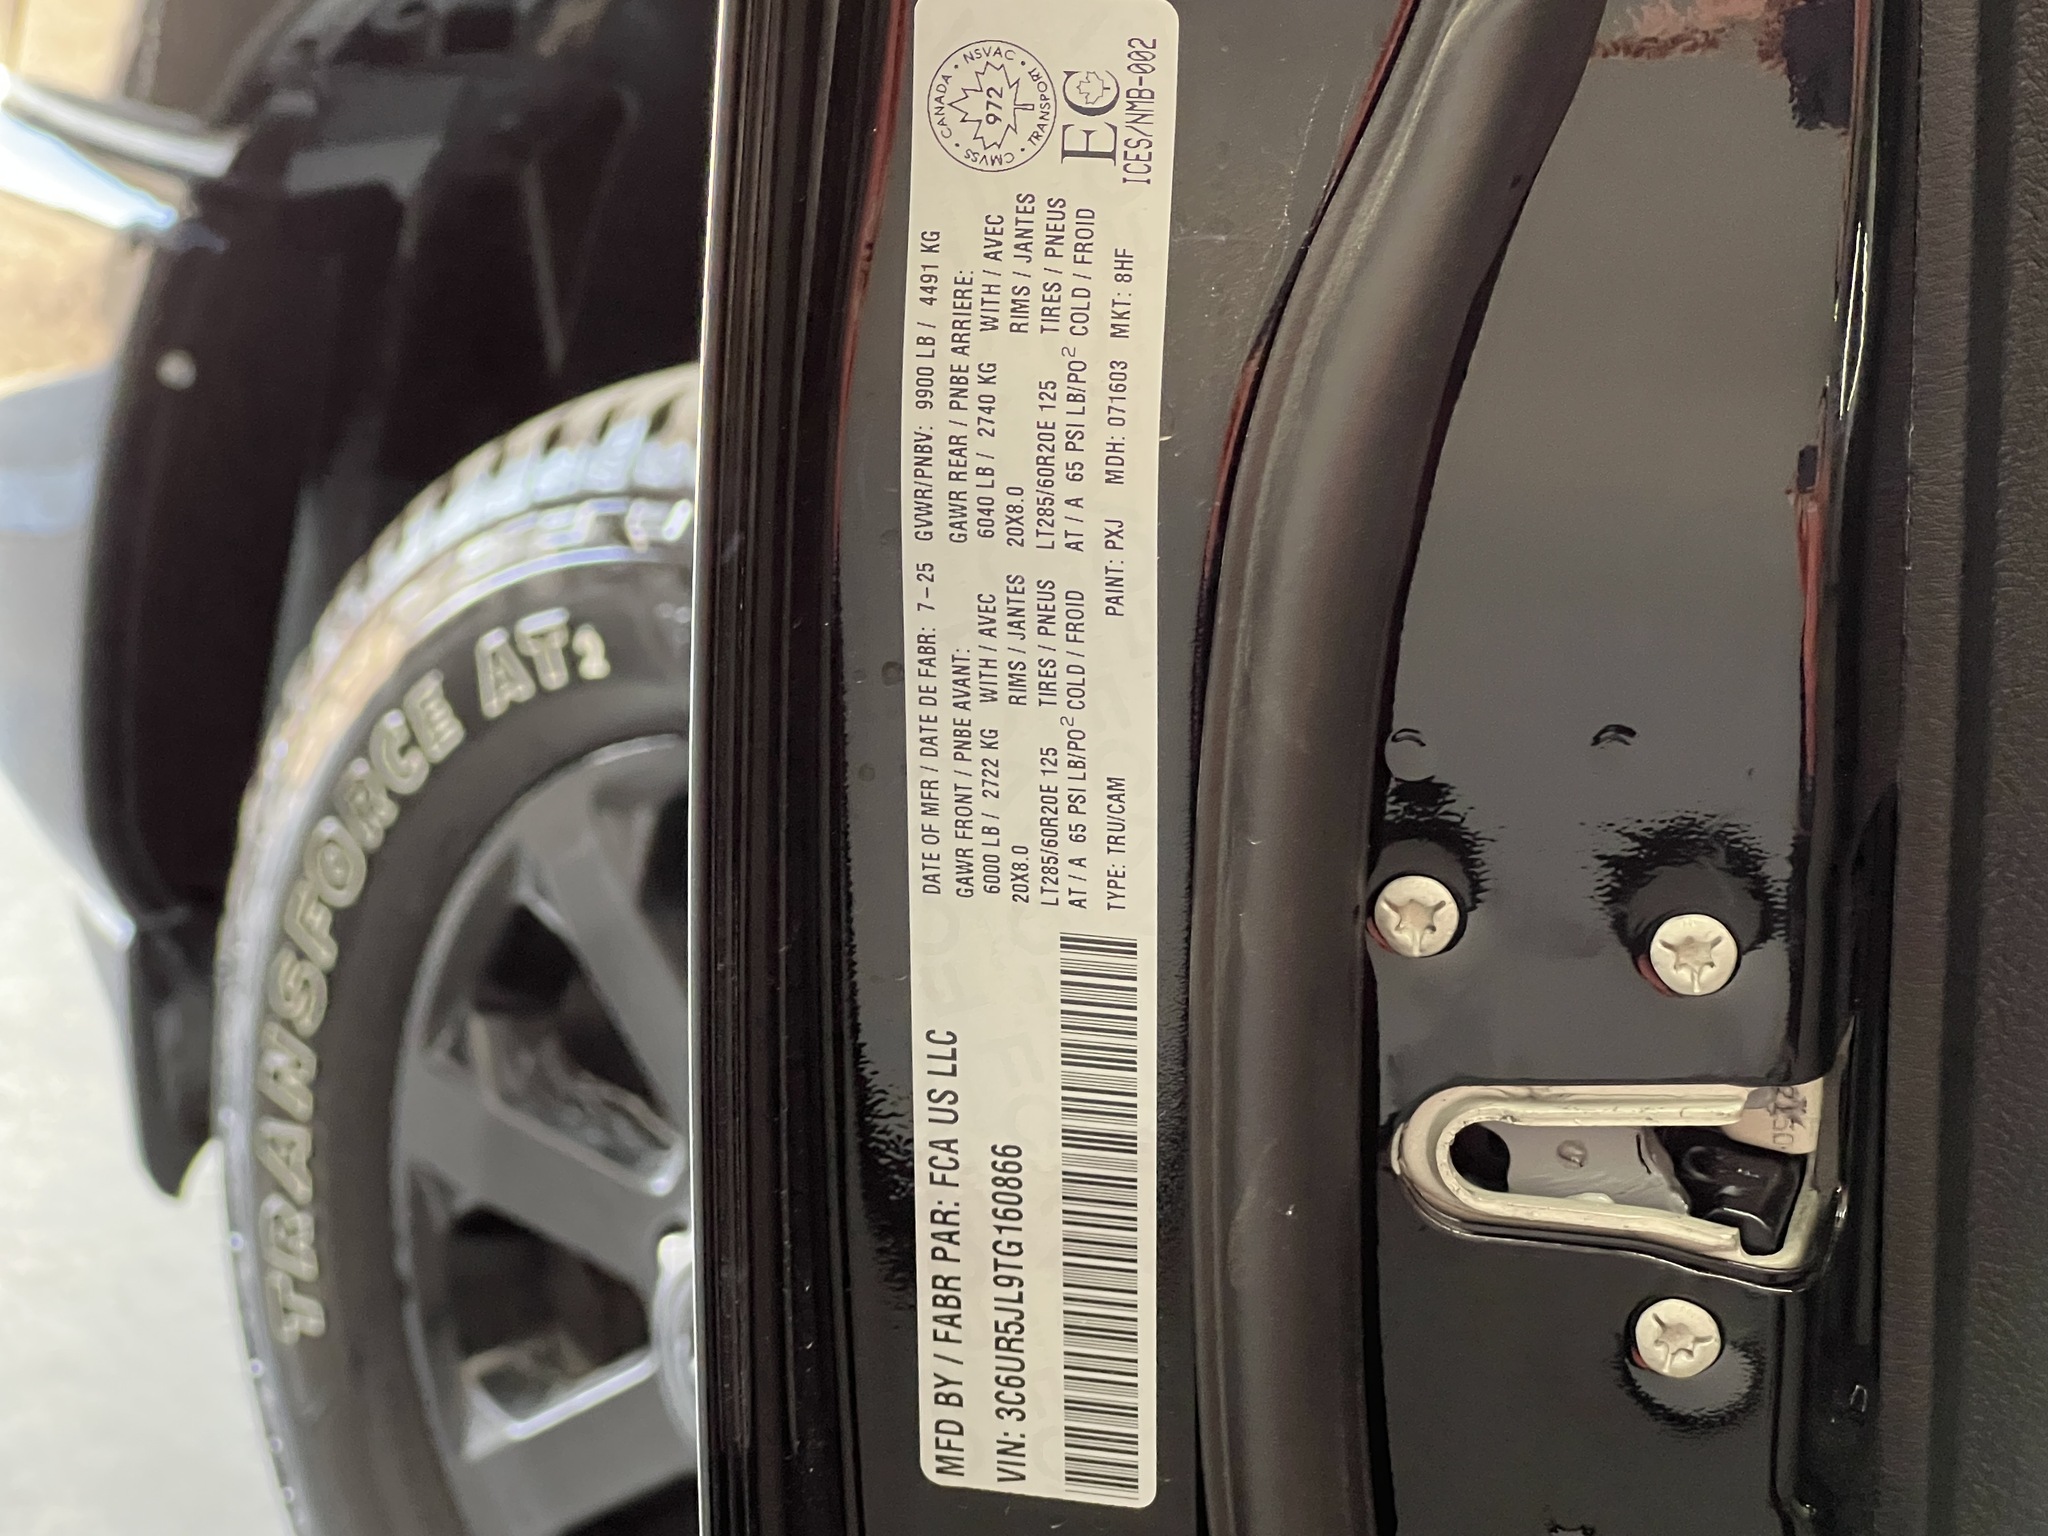 MFD BY / FABR PAR: FCA US LLC
VIN: 3C6UR5JL9TG160866
DATE OF MFR / DATE DE FABR: 7-25 GVWR/PNBV: 9900 LB / 4491 KG
GAWR FRONT / PNBE AVANT: GAWR REAR / PNBE ARRIERE:
6000 LB / 2722 KG WITH / AVEC 6040 LB / 2740 KG WITH / AVEC
20X8.0 RIMS / JANTES 20X8.0 RIMS / JANTES
LT285/60R20E 125 TIRES / PNEUS LT285/60R20E 125 TIRES / PNEUS
AT / A 65 PSI LB/PO² COLD / FROID AT / A 65 PSI LB/PO² COLD / FROID
TYPE: TRU/CAM PAINT: PXJ MDH: 071603 MKT: 8HF
CANADA • NSVAC • TRANSPORT • CMVSS •
972
EC
ICES/NMB-002
TRANSFORCE AT2